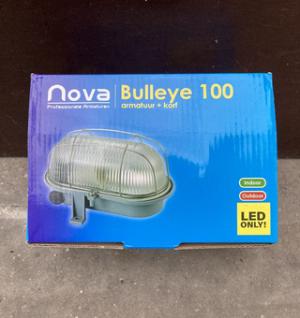 nova
Professionele Armaturen
Bulleye 100
armatuur + korf
Indoor
Outdoor
LED
ONLY!